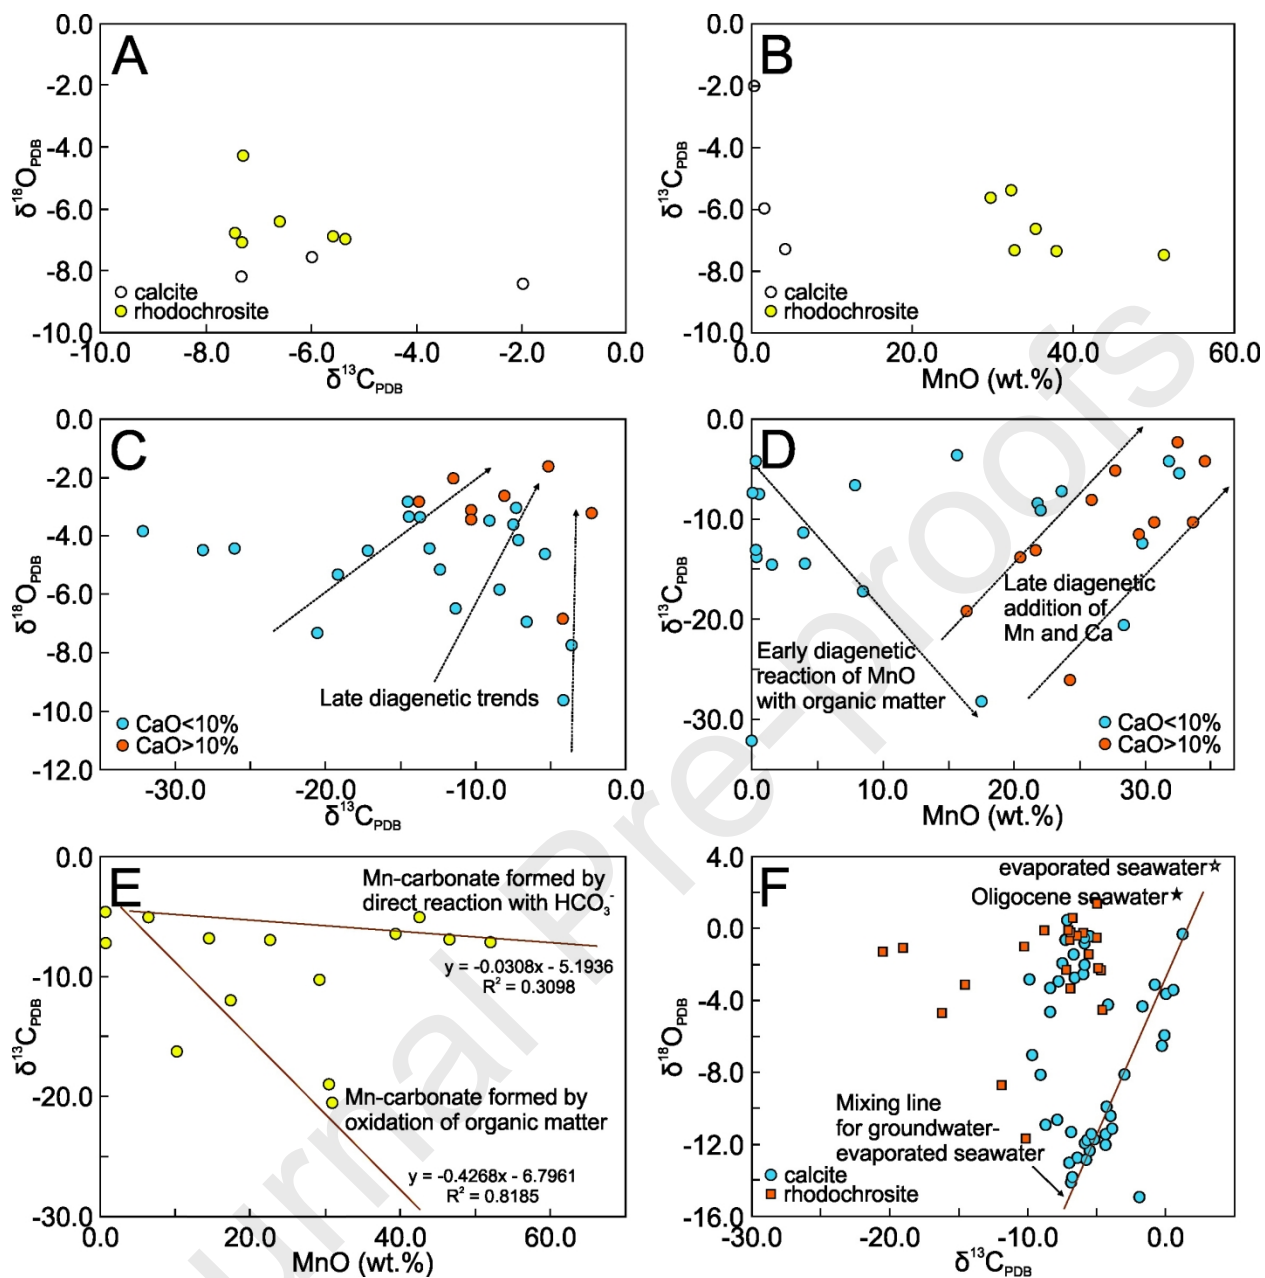 A
0.0
-2.0
-4.0
-6.0
-8.0
-10.0
δ18OPDB
calcite
rhodochrosite
-10.0 -8.0 -6.0 -4.0 -2.0 0.0
δ13CPDB
B
0.0
-2.0
-4.0
-6.0
-8.0
-10.0
δ13CPDB
calcite
rhodochrosite
0.0 20.0 40.0 60.0
MnO (wt.%)
C
0.0
-2.0
-4.0
-6.0
-8.0
-10.0
-12.0
δ18OPDB
Late diagenetic trends
CaO<10%
CaO>10%
-30.0 -20.0 -10.0 0.0
δ13CPDB
D
0.0
-10.0
-20.0
-30.0
δ13CPDB
Late diagenetic
addition of
Mn and Ca
Early diagenetic
reaction of MnO
with organic matter
CaO<10%
CaO>10%
0.0 10.0 20.0 30.0
MnO (wt.%)
E
0.0
-10.0
-20.0
-30.0
δ13CPDB
Mn-carbonate formed by
direct reaction with HCO3-
y = -0.0308x - 5.1936
R2 = 0.3098
Mn-carbonate formed by
oxidation of organic matter
y = -0.4268x - 6.7961
R2 = 0.8185
0.0 20.0 40.0 60.0
MnO (wt.%)
F
4.0
0.0
-4.0
-8.0
-12.0
-16.0
δ18OPDB
evaporated seawater
Oligocene seawater
Mixing line
for groundwater-
evaporated seawater
calcite
rhodochrosite
-30.0 -20.0 -10.0 0.0
δ13CPDB
urnal Pre-proofs